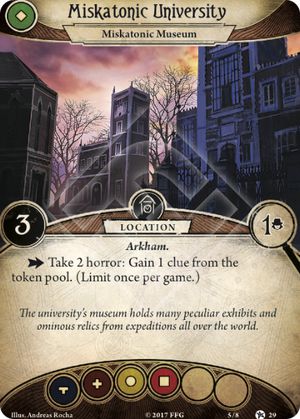 Miskatonic University
Miskatonic Museum
3
1
LOCATION
Arkham.
Take 2 horror: Gain 1 clue from the
token pool. (Limit once per game.)
The university's museum holds many peculiar exhibits and
ominous relics from expeditions all over the world.
Illus. Andreas Rocha
© 2017 FFG
5/8
29